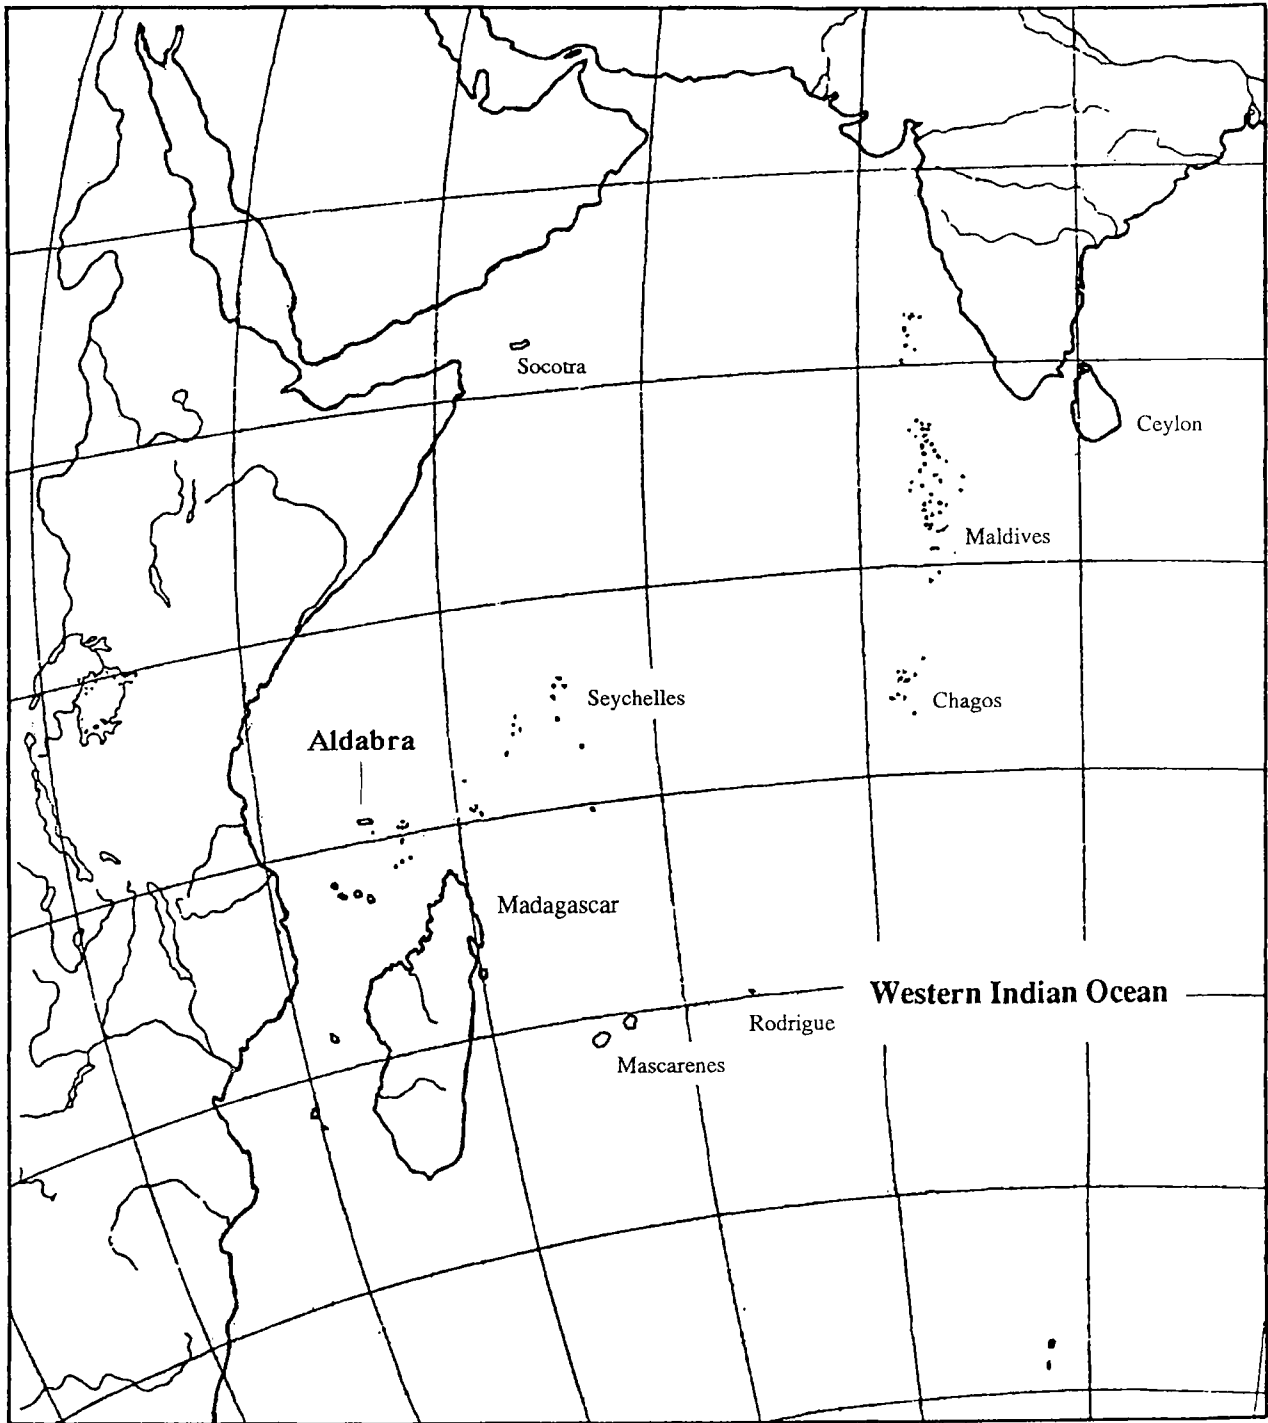 Socotra
Ceylon
Maldives
Seychelles
Chagos
Aldabra
Madagascar
Western Indian Ocean
Rodrigue
Mascarenes